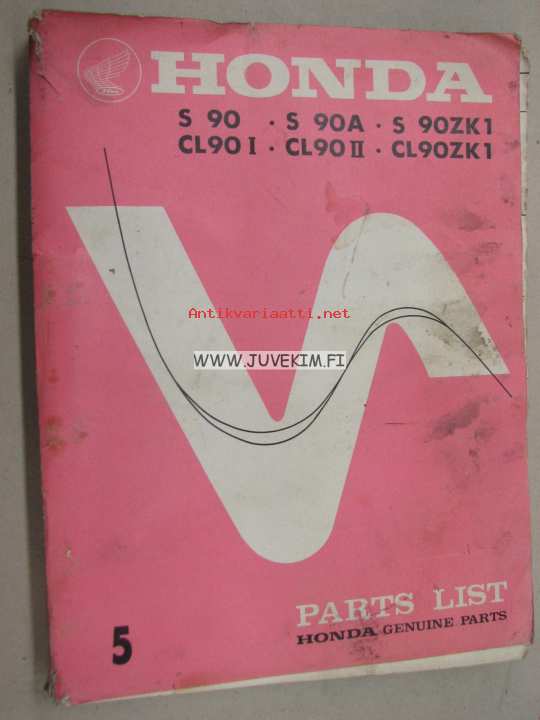 HONDA
S 90 · S 90A · S 90ZK1
CL90 I · CL90 II · CL90ZK1
Antikvariaatti.net
WWW.JUVEKIM.FI
PARTS LIST
HONDA GENUINE PARTS
5